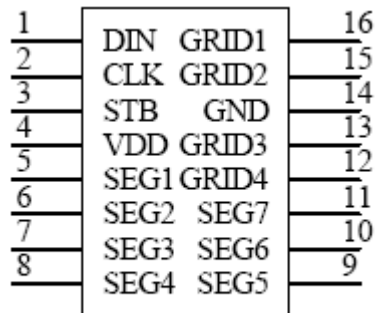 1 DIN GRID1 16
2 CLK GRID2 15
3 STB GND 14
4 VDD GRID3 13
5 SEG1 GRID4 12
6 SEG2 SEG7 11
7 SEG3 SEG6 10
8 SEG4 SEG5 9